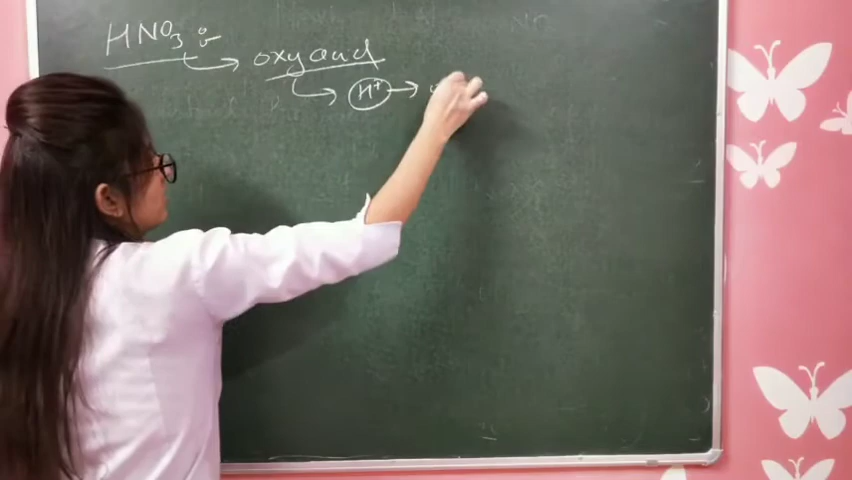 HNO3 :-
→ oxyacid
→ H+ →